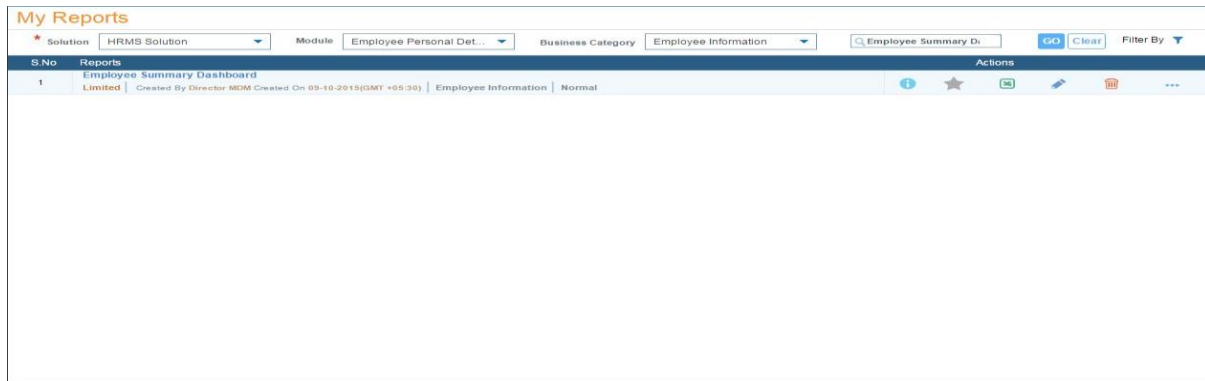 My Reports
* Solution HRMS Solution Module Employee Personal Det... Business Category Employee Information Employee Summary Da GO Clear Filter By
S.No Reports Actions
Employee Summary Dashboard
1 Limited Created By Director MDM Created On 09-10-2015(GMT +05:30) Employee Information Normal